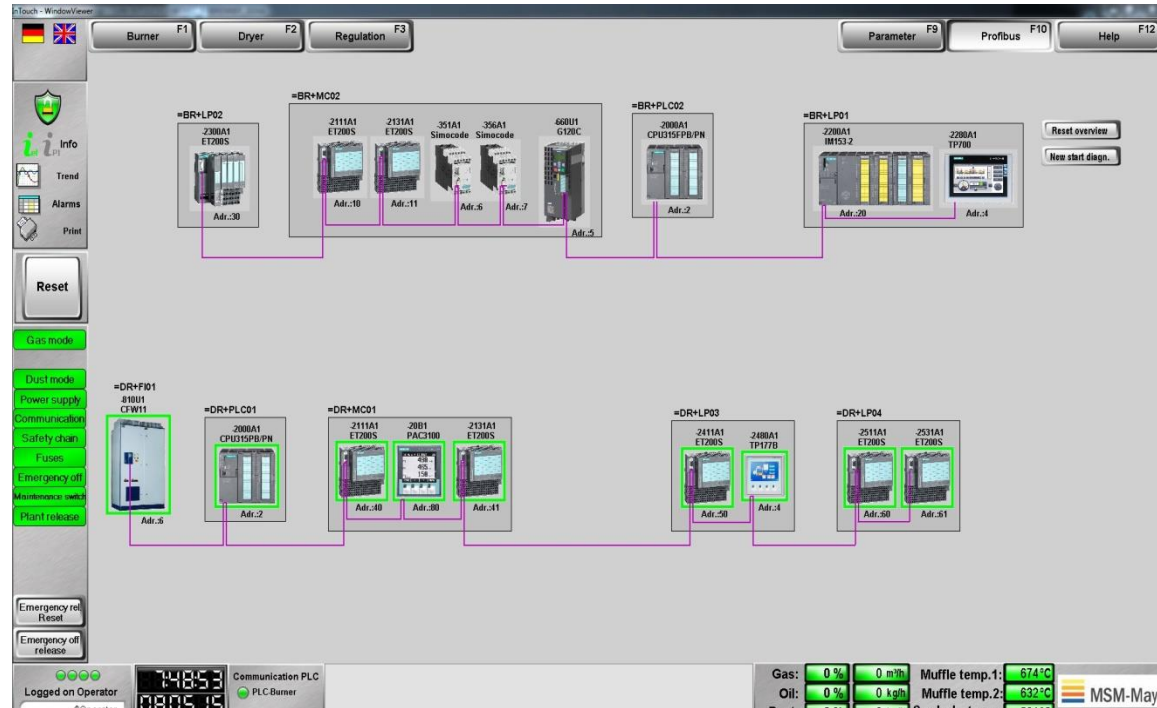 nTouch - WindowViewer
Burner F1
Dryer F2
Regulation F3
Parameter F9
Profibus F10
Help F12
Info
Trend
Alarms
Print
Reset
Gas mode
Dust mode
Power supply
Communication
Safety chain
Fuses
Emergency off
Maintenance switch
Plant release
Emergency rel.
Reset
Emergency off
release
Reset overview
New start diagn.
=BR+LP02
-2300A1
ET200S
Adr.:30
=BR+MC02
-2111A1
ET200S
Adr.:10
-2131A1
ET200S
Adr.:11
-351A1
Simocode
Adr.:6
-356A1
Simocode
Adr.:7
-660U1
G120C
Adr.:5
=BR+PLC02
-2000A1
CPU315FPB/PN
Adr.:2
=BR+LP01
-2200A1
IM153-2
Adr.:20
-2280A1
TP700
Adr.:4
=DR+FI01
-810U1
CFW11
Adr.:6
=DR+PLC01
-2000A1
CPU315PB/PN
Adr.:2
=DR+MC01
-2111A1
ET200S
Adr.:40
-20B1
PAC3100
Adr.:80
-2131A1
ET200S
Adr.:41
=DR+LP03
-2411A1
ET200S
Adr.:50
-2480A1
TP177B
Adr.:4
=DR+LP04
-2511A1
ET200S
Adr.:60
-2531A1
ET200S
Adr.:61
Logged on Operator
7:48:53
08.05.15
Communication PLC
PLC-Burner
Gas: 0 % 0 m³/h Muffle temp.1: 674°C
Oil: 0 % 0 kg/h Muffle temp.2: 632°C
MSM-May